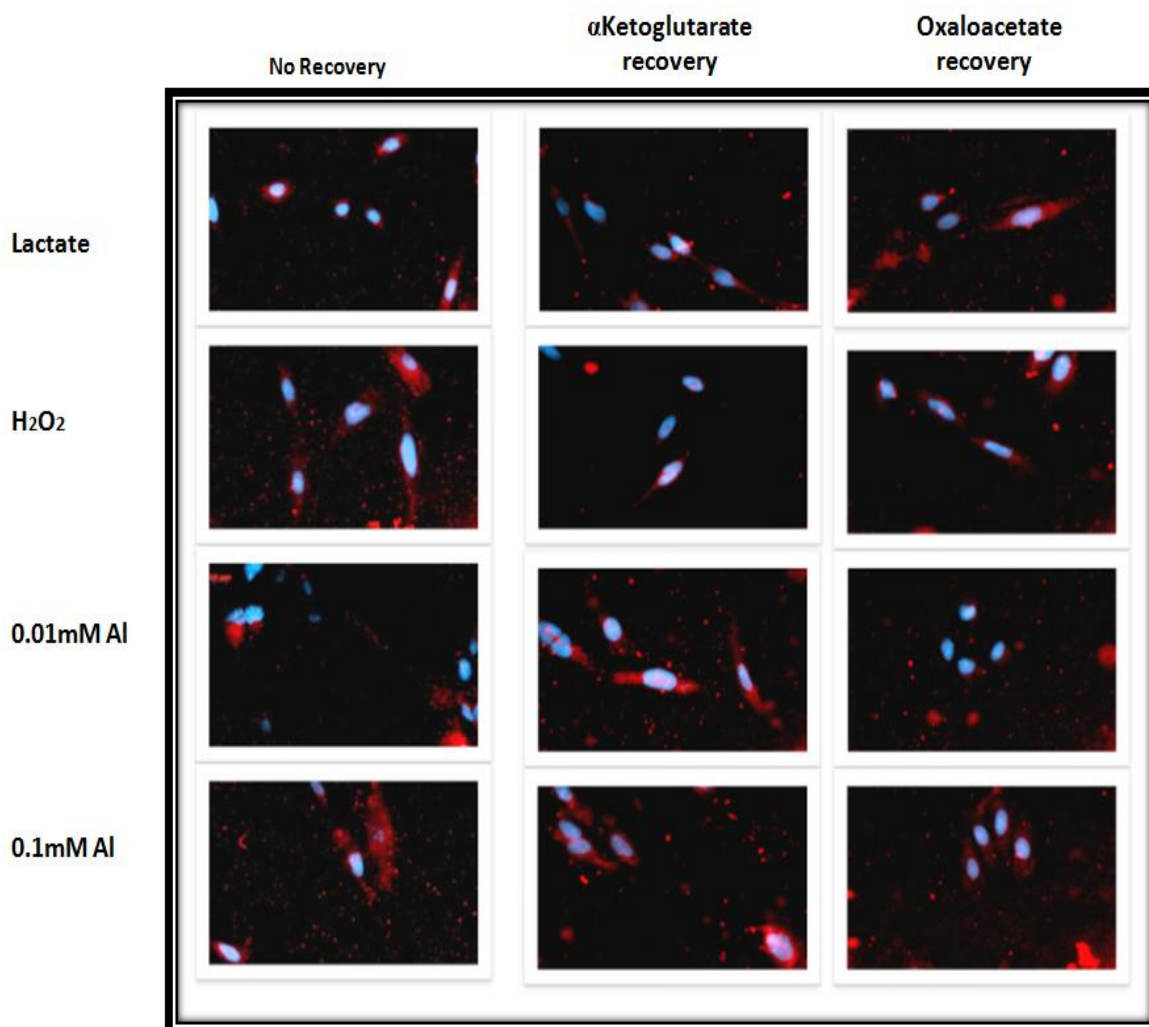 No Recovery
αKetoglutarate
recovery
Oxaloacetate
recovery
Lactate
H₂O₂
0.01mM Al
0.1mM Al